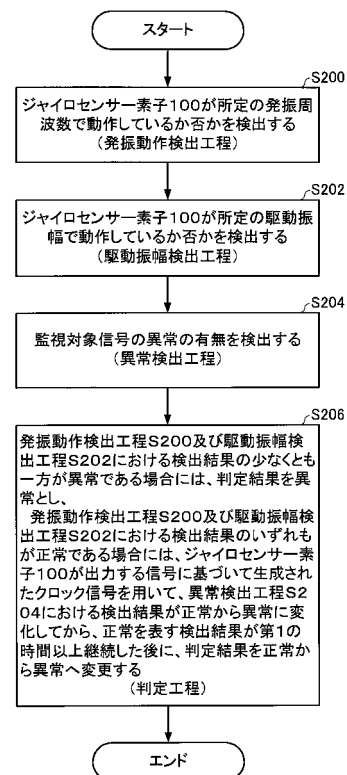 スタート
S200
ジャイロセンサー素子100が所定の発振周
波数で動作しているか否かを検出する
(発振動作検出工程)
S202
ジャイロセンサー素子100が所定の駆動振
幅で動作しているか否かを検出する
(駆動振幅検出工程)
S204
監視対象信号の異常の有無を検出する
(異常検出工程)
S206
発振動作検出工程S200及び駆動振幅検
出工程S202における検出結果の少なくとも
一方が異常である場合には、判定結果を異
常とし、
発振動作検出工程S200及び駆動振幅検
出工程S202における検出結果のいずれも
が正常である場合には、ジャイロセンサー素
子100が出力する信号に基づいて生成され
たクロック信号を用いて、異常検出工程S2
04における検出結果が正常から異常に変
化してから、正常を表す検出結果が第1の
時間以上継続した後に、判定結果を正常か
ら異常へ変更する
(判定工程)
エンド